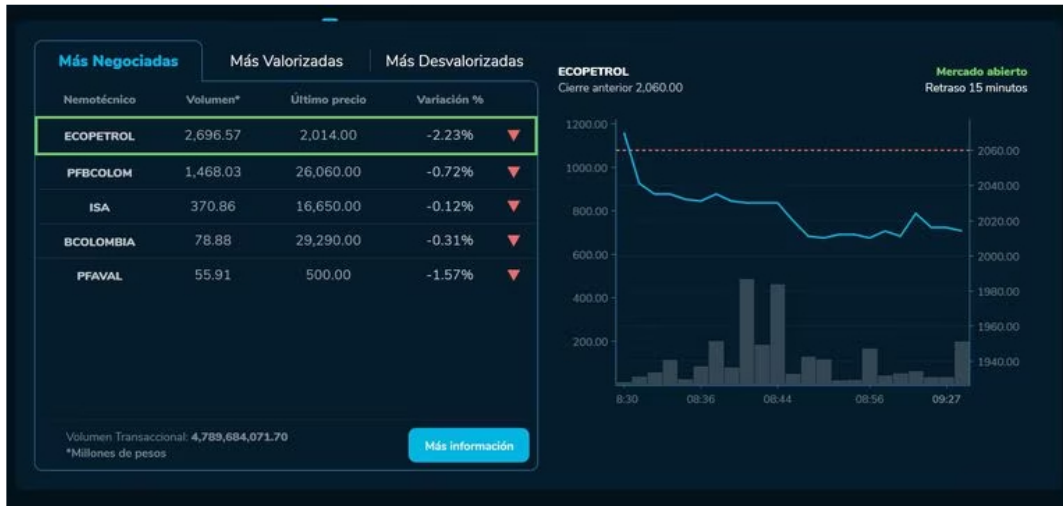 Más Negociadas Más Valorizadas Más Desvalorizadas
Nemotécnico Volumen* Último precio Variación %
ECOPETROL 2,696.57 2,014.00 -2.23% ▼
PFBCOLOM 1,468.03 26,060.00 -0.72% ▼
ISA 370.86 16,650.00 -0.12% ▼
BCOLOMBIA 78.88 29,290.00 -0.31% ▼
PFAVAL 55.91 500.00 -1.57% ▼
Volumen Transaccional: 4,789,684,071.70
*Millones de pesos
Más información
ECOPETROL
Cierre anterior 2,060.00
Mercado abierto
Retraso 15 minutos
1200.00
1000.00
800.00
600.00
400.00
200.00
2060.00
2040.00
2020.00
2000.00
1980.00
1960.00
1940.00
8:30 08:36 08:44 08:56 09:27